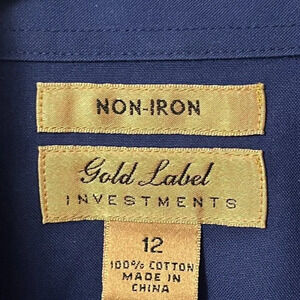 NON-IRON
Gold Label
INVESTMENTS
12
100% COTTON
MADE IN
CHINA